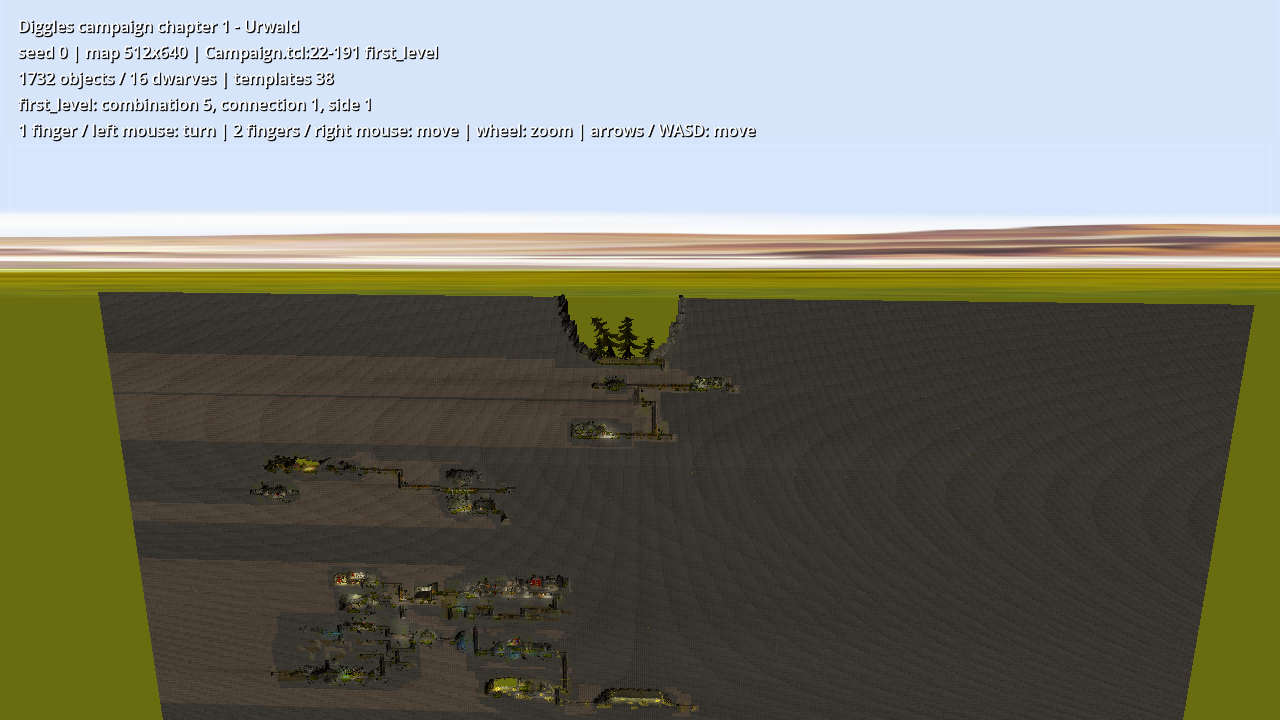 Diggles campaign chapter 1 - Urwald
seed 0 | map 512x640 | Campaign.tcl:22-191 first_level
1732 objects / 16 dwarves | templates 38
first_level: combination 5, connection 1, side 1
1 finger / left mouse: turn | 2 fingers / right mouse: move | wheel: zoom | arrows / WASD: move